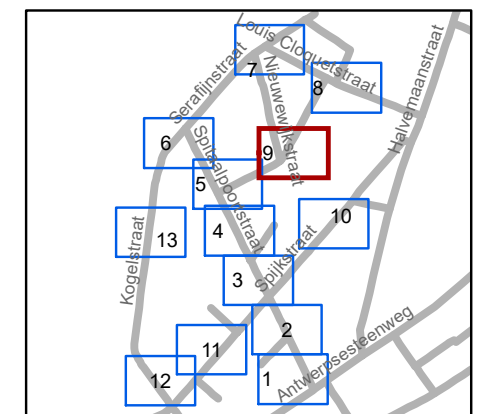 Louis Cloquetstraat
7
8
Serafijnstraat
Nieuwewijkstraat
Halvemaanstraat
6
9
Spitaalpoortstraat
5
10
4
13
Kogelstraat
Spijkstraat
3
2
11
Antwerpsesteenweg
12
1